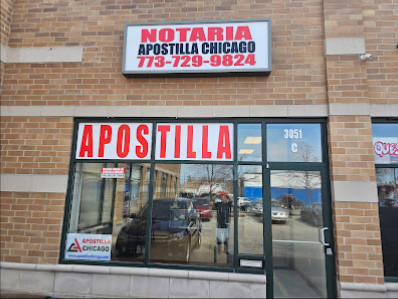 NOTARIA
APOSTILLA CHICAGO
773-729-9824
APOSTILLA
3051
C
APOSTILLA
CHICAGO